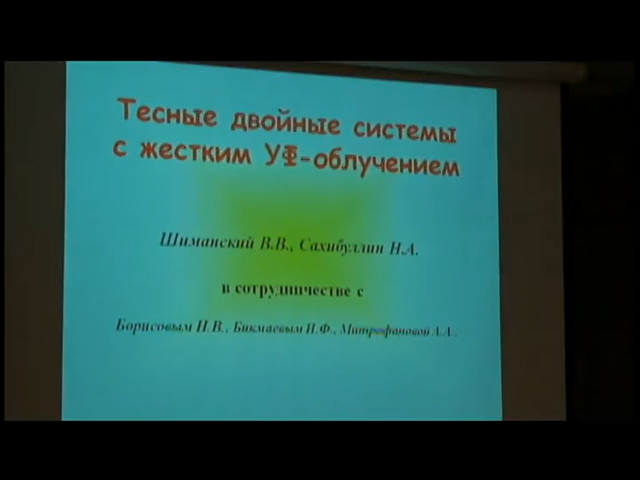 Тесные двойные системы
с жестким УФ-облучением
Шиманский В.В., Сахибуллин Н.А.
в сотрудничестве с
Борисовым Н.В., Бикмаевым И.Ф., Митрофановой А.А.